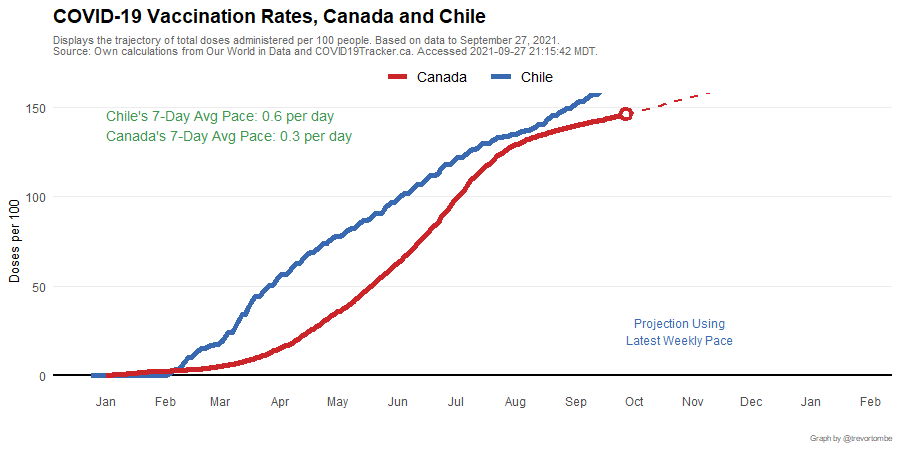 COVID-19 Vaccination Rates, Canada and Chile
Displays the trajectory of total doses administered per 100 people. Based on data to September 27, 2021.
Source: Own calculations from Our World in Data and COVID19Tracker.ca. Accessed 2021-09-27 21:15:42 MDT.
Canada Chile
Chile's 7-Day Avg Pace: 0.6 per day
Canada's 7-Day Avg Pace: 0.3 per day
Doses per 100
150
100
50
0
Projection Using
Latest Weekly Pace
Jan Feb Mar Apr May Jun Jul Aug Sep Oct Nov Dec Jan Feb
Graph by @trevortombe